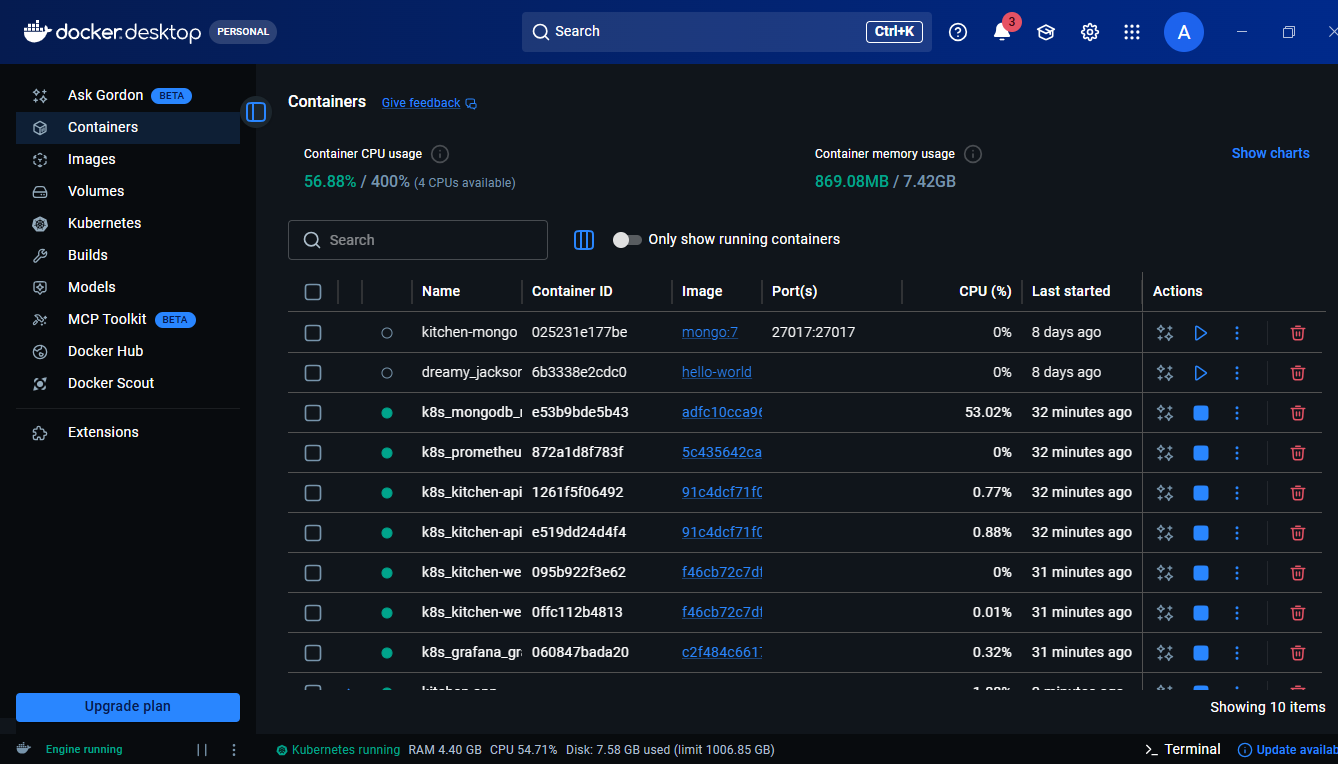 docker.desktop PERSONAL
Search Ctrl+K
3
A
Ask Gordon BETA
Containers
Images
Volumes
Kubernetes
Builds
Models
MCP Toolkit BETA
Docker Hub
Docker Scout
Extensions
Upgrade plan
Containers Give feedback
Container CPU usage
56.88% / 400% (4 CPUs available)
Container memory usage
869.08MB / 7.42GB
Show charts
Search
Only show running containers
Name Container ID Image Port(s) CPU (%) Last started Actions
kitchen-mongo 025231e177be mongo:7 27017:27017 0% 8 days ago
dreamy_jackson 6b3338e2cdc0 hello-world 0% 8 days ago
k8s_mongodb_ e53b9bde5b43 adfc10cca96 53.02% 32 minutes ago
k8s_prometheu 872a1d8f783f 5c435642ca 0% 32 minutes ago
k8s_kitchen-api 1261f5f06492 91c4dcf71f0 0.77% 32 minutes ago
k8s_kitchen-api e519dd24d4f4 91c4dcf71f0 0.88% 32 minutes ago
k8s_kitchen-we 095b922f3e62 f46cb72c7df 0% 31 minutes ago
k8s_kitchen-we 0ffc112b4813 f46cb72c7df 0.01% 31 minutes ago
k8s_grafana_gr 060847bada20 c2f484c6617 0.32% 31 minutes ago
Showing 10 items
Engine running
Kubernetes running RAM 4.40 GB CPU 54.71% Disk: 7.58 GB used (limit 1006.85 GB)
Terminal
Update availab